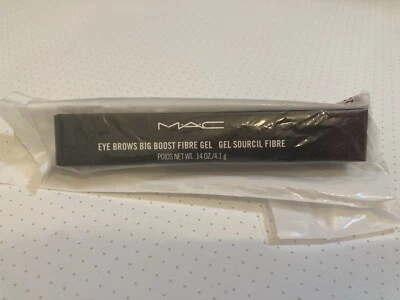 MAC
EYE BROWS BIG BOOST FIBRE GEL GEL SOURCIL FIBRE
POIDS NET WT. .14 OZ/4.1 g